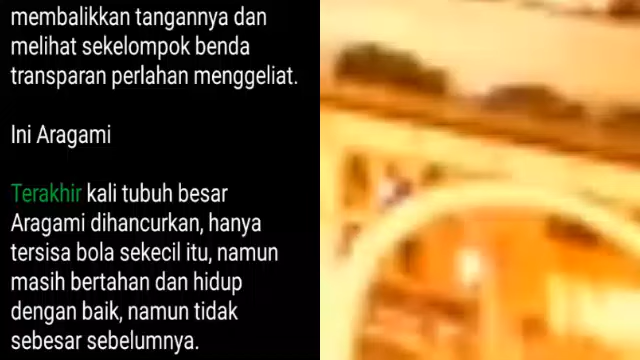 membalikkan tangannya dan
melihat sekelompok benda
transparan perlahan menggeliat.
Ini Aragami
Terakhir kali tubuh besar
Aragami dihancurkan, hanya
tersisa bola sekecil itu, namun
masih bertahan dan hidup
dengan baik, namun tidak
sebesar sebelumnya.